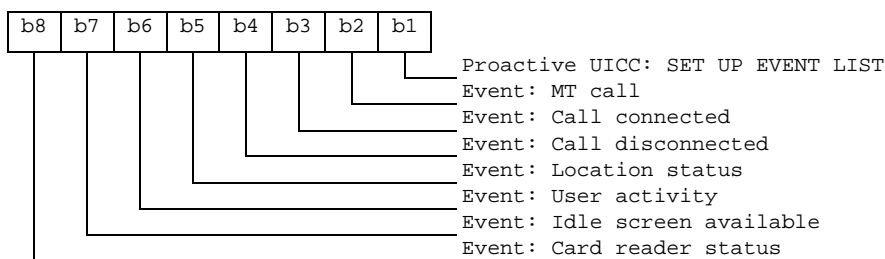 b8 b7 b6 b5 b4 b3 b2 b1
Proactive UICC: SET UP EVENT LIST
Event: MT call
Event: Call connected
Event: Call disconnected
Event: Location status
Event: User activity
Event: Idle screen available
Event: Card reader status